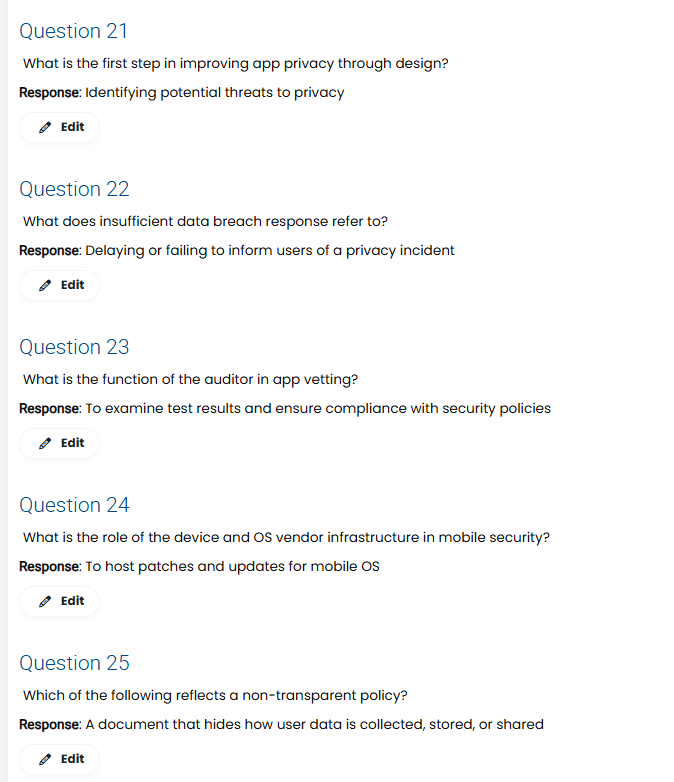 Question 21
What is the first step in improving app privacy through design?
Response: Identifying potential threats to privacy
Edit
Question 22
What does insufficient data breach response refer to?
Response: Delaying or failing to inform users of a privacy incident
Edit
Question 23
What is the function of the auditor in app vetting?
Response: To examine test results and ensure compliance with security policies
Edit
Question 24
What is the role of the device and OS vendor infrastructure in mobile security?
Response: To host patches and updates for mobile OS
Edit
Question 25
Which of the following reflects a non-transparent policy?
Response: A document that hides how user data is collected, stored, or shared
Edit